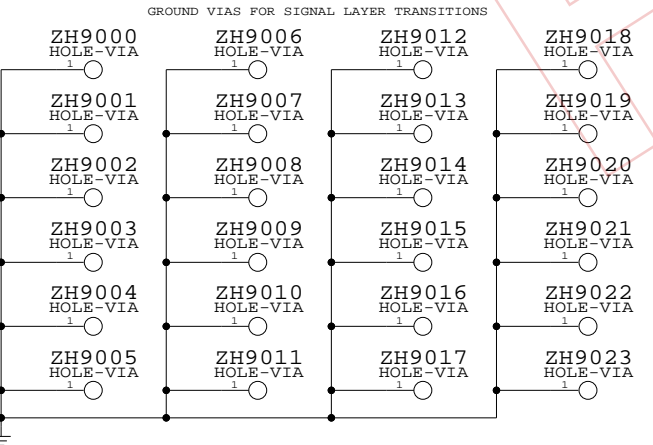 GROUND VIAS FOR SIGNAL LAYER TRANSITIONS
ZH9000 ZH9006 ZH9012 ZH9018
HOLE-VIA HOLE-VIA HOLE-VIA HOLE-VIA
1 1 1 1
ZH9001 ZH9007 ZH9013 ZH9019
HOLE-VIA HOLE-VIA HOLE-VIA HOLE-VIA
1 1 1 1
ZH9002 ZH9008 ZH9014 ZH9020
HOLE-VIA HOLE-VIA HOLE-VIA HOLE-VIA
1 1 1 1
ZH9003 ZH9009 ZH9015 ZH9021
HOLE-VIA HOLE-VIA HOLE-VIA HOLE-VIA
1 1 1 1
ZH9004 ZH9010 ZH9016 ZH9022
HOLE-VIA HOLE-VIA HOLE-VIA HOLE-VIA
1 1 1 1
ZH9005 ZH9011 ZH9017 ZH9023
HOLE-VIA HOLE-VIA HOLE-VIA HOLE-VIA
1 1 1 1